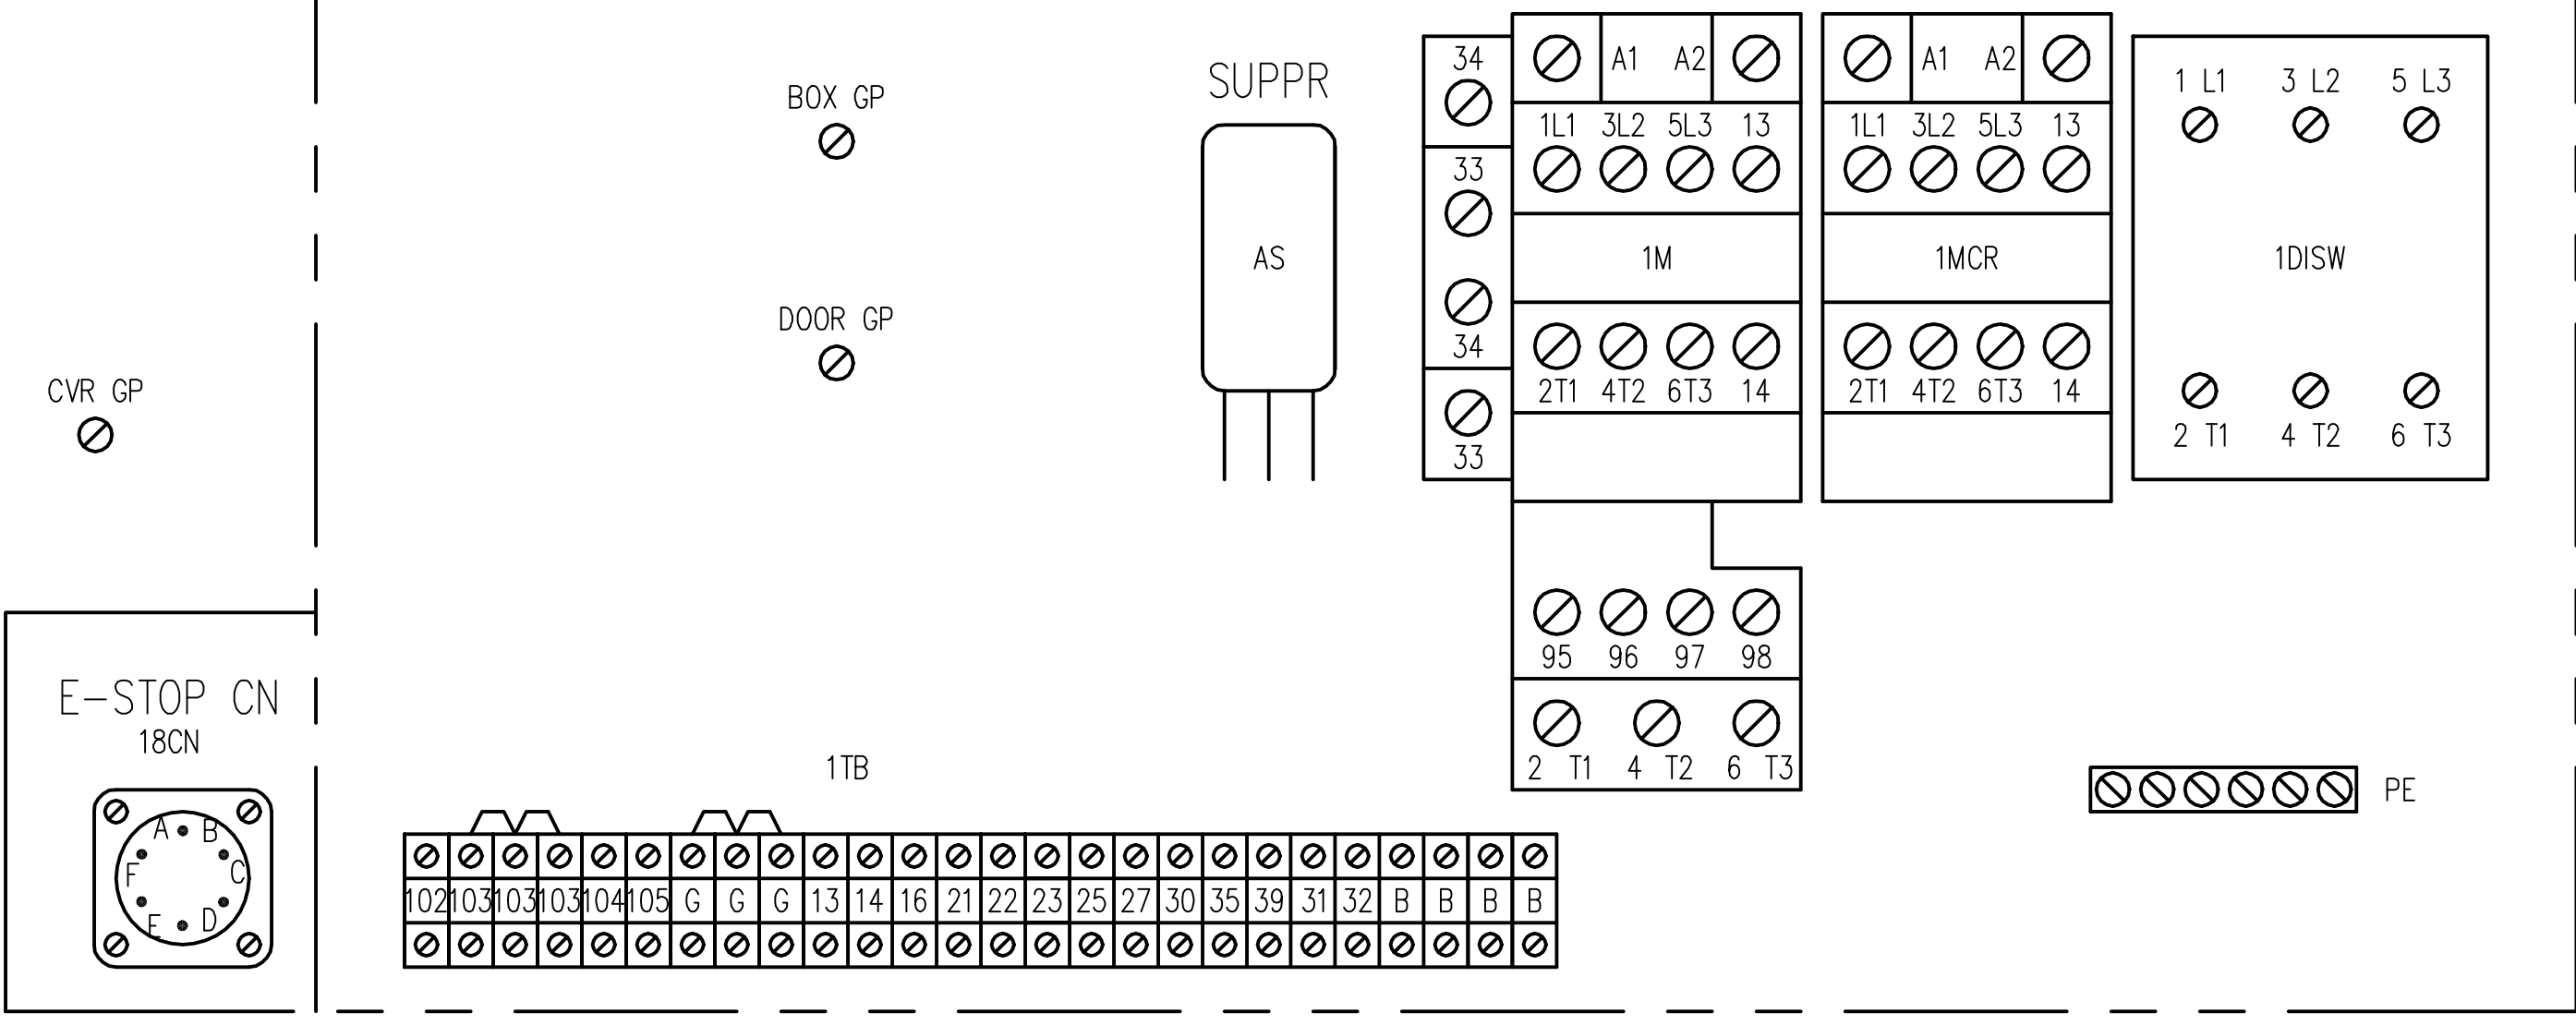 BOX GP
DOOR GP
CVR GP
E-STOP CN
18CN
A B
F C
E D
SUPPR
AS
34
33
34
33
A1 A2
1L1 3L2 5L3 13
1M
2T1 4T2 6T3 14
95 96 97 98
2 T1 4 T2 6 T3
A1 A2
1L1 3L2 5L3 13
1MCR
2T1 4T2 6T3 14
1 L1 3 L2 5 L3
1DISW
2 T1 4 T2 6 T3
PE
1TB
102 103 103 103 104 105 G G G 13 14 16 21 22 23 25 27 30 35 39 31 32 B B B B